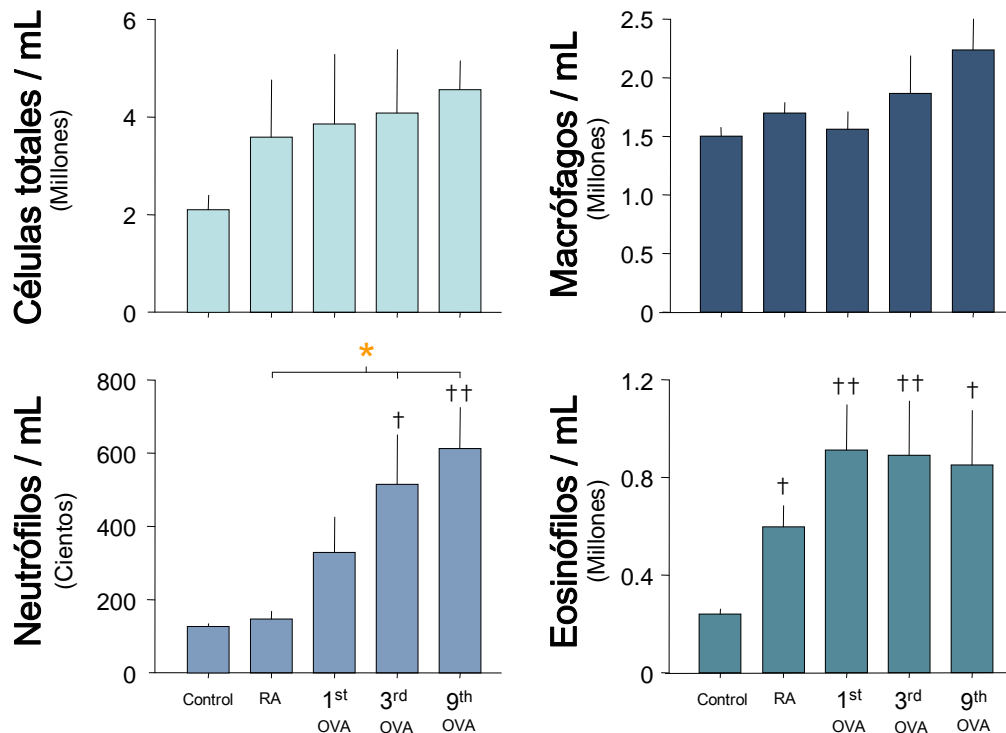 Células totales / mL
(Millones)
6
4
2
0
Macrófagos / mL
(Millones)
2.5
2.0
1.5
1.0
0.5
0
Neutrófilos / mL
(Cientos)
800
600
400
200
0
*
†
††
Control
RA
1st
OVA
3rd
OVA
9th
OVA
Eosinófilos / mL
(Millones)
1.2
0.8
0.4
0
†
††
††
†
Control
RA
1st
OVA
3rd
OVA
9th
OVA